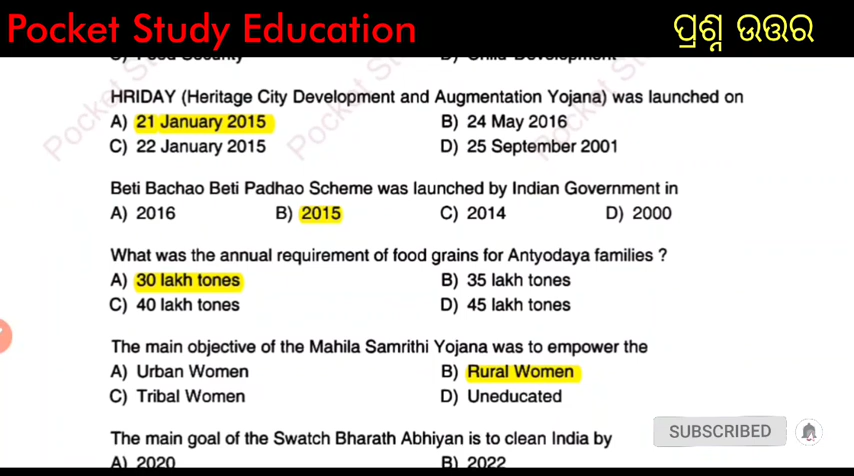 Pocket Study Education ପ୍ରଶ୍ନ ଉତ୍ତର
C) Food Security D) Child Development
HRIDAY (Heritage City Development and Augmentation Yojana) was launched on
A) 21 January 2015 B) 24 May 2016
C) 22 January 2015 D) 25 September 2001
Beti Bachao Beti Padhao Scheme was launched by Indian Government in
A) 2016 B) 2015 C) 2014 D) 2000
What was the annual requirement of food grains for Antyodaya families ?
A) 30 lakh tones B) 35 lakh tones
C) 40 lakh tones D) 45 lakh tones
The main objective of the Mahila Samrithi Yojana was to empower the
A) Urban Women B) Rural Women
C) Tribal Women D) Uneducated
SUBSCRIBED
The main goal of the Swatch Bharath Abhiyan is to clean India by
A) 2020 B) 2022